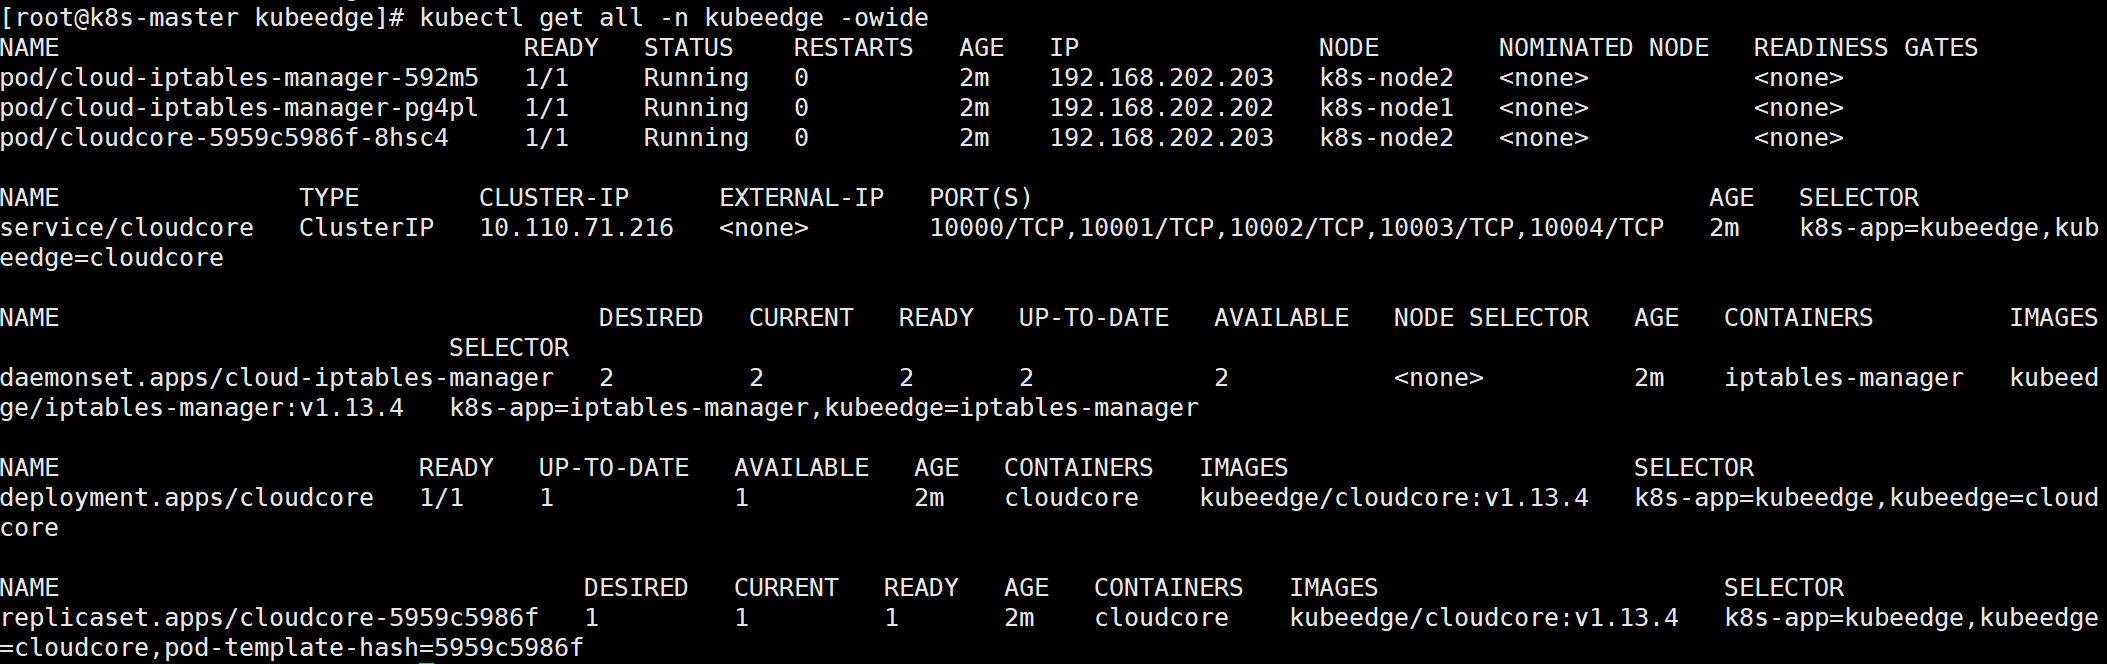 [root@k8s-master kubeedge]# kubectl get all -n kubeedge -owide
NAME                               READY   STATUS    RESTARTS   AGE   IP                NODE        NOMINATED NODE   READINESS GATES
pod/cloud-iptables-manager-592m5   1/1     Running   0          2m    192.168.202.203   k8s-node2   <none>           <none>
pod/cloud-iptables-manager-pg4pl   1/1     Running   0          2m    192.168.202.202   k8s-node1   <none>           <none>
pod/cloudcore-5959c5986f-8hsc4     1/1     Running   0          2m    192.168.202.203   k8s-node2   <none>           <none>

NAME                TYPE        CLUSTER-IP      EXTERNAL-IP   PORT(S)                                             AGE   SELECTOR
service/cloudcore   ClusterIP   10.110.71.216   <none>        10000/TCP,10001/TCP,10002/TCP,10003/TCP,10004/TCP   2m    k8s-app=kubeedge,kub
eedge=cloudcore

NAME                                    DESIRED   CURRENT   READY   UP-TO-DATE   AVAILABLE   NODE SELECTOR   AGE   CONTAINERS         IMAGES
                              SELECTOR
daemonset.apps/cloud-iptables-manager   2         2         2       2            2           <none>          2m    iptables-manager   kubeed
ge/iptables-manager:v1.13.4   k8s-app=iptables-manager,kubeedge=iptables-manager

NAME                        READY   UP-TO-DATE   AVAILABLE   AGE   CONTAINERS   IMAGES                       SELECTOR
deployment.apps/cloudcore   1/1     1            1           2m    cloudcore    kubeedge/cloudcore:v1.13.4   k8s-app=kubeedge,kubeedge=cloud
core

NAME                                   DESIRED   CURRENT   READY   AGE   CONTAINERS   IMAGES                       SELECTOR
replicaset.apps/cloudcore-5959c5986f   1         1         1       2m    cloudcore    kubeedge/cloudcore:v1.13.4   k8s-app=kubeedge,kubeedge
=cloudcore,pod-template-hash=5959c5986f